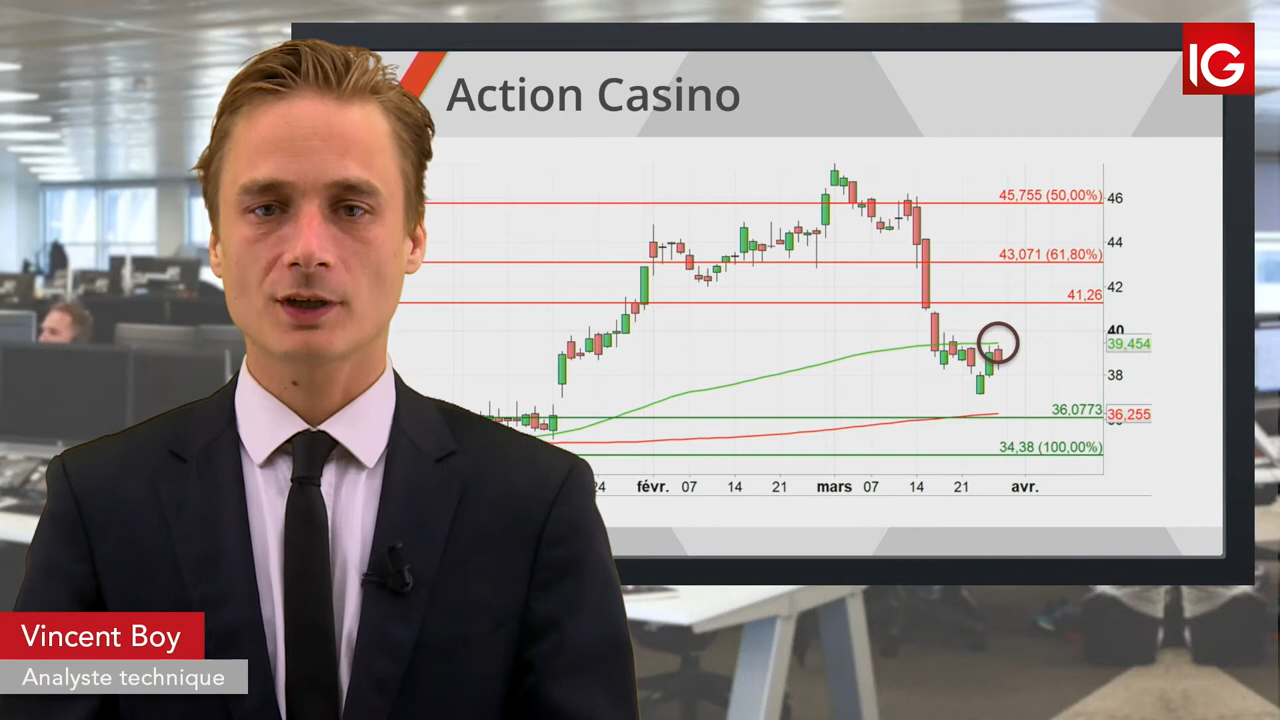 IG
Action Casino
45,755 (50,00%)
46
44
43,071 (61,80%)
42
41,26
40
39,454
38
36,0773
36,255
34,38 (100,00%)
24
févr.
07
14
21
mars
07
14
21
avr.
Vincent Boy
Analyste technique